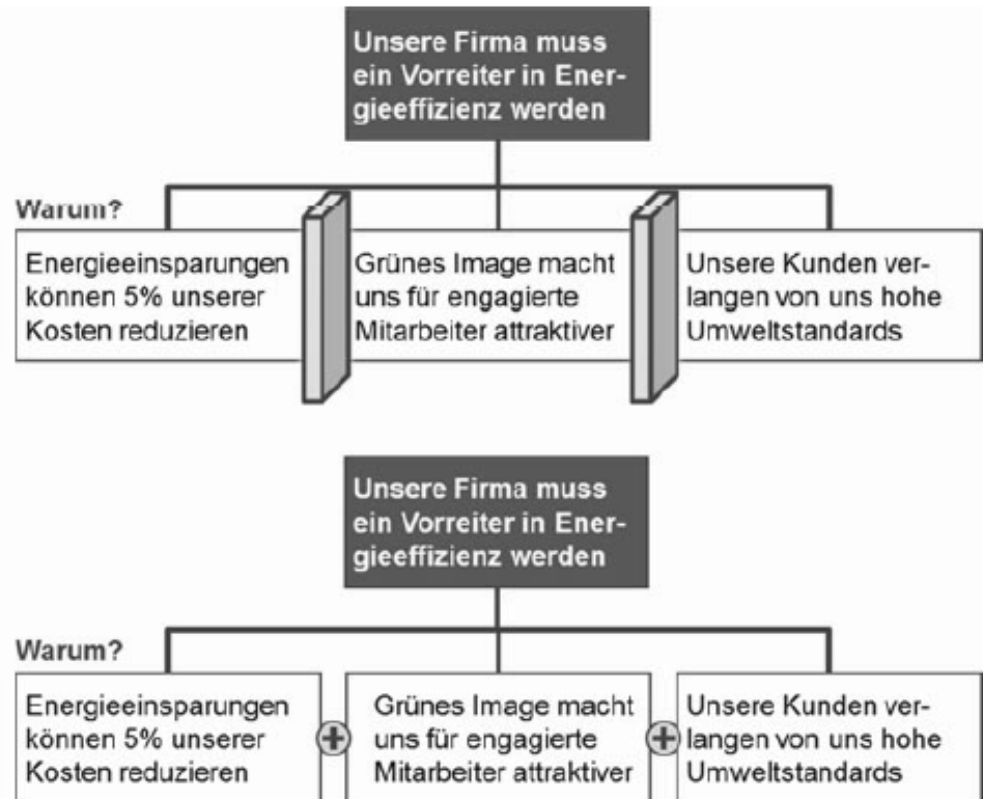 Unsere Firma muss
ein Vorreiter in Ener-
gieeffizienz werden
Warum?
Energieeinsparungen
können 5% unserer
Kosten reduzieren
Grünes Image macht
uns für engagierte
Mitarbeiter attraktiver
Unsere Kunden ver-
langen von uns hohe
Umweltstandards
Unsere Firma muss
ein Vorreiter in Ener-
gieeffizienz werden
Warum?
Energieeinsparungen
können 5% unserer
Kosten reduzieren
+
Grünes Image macht
uns für engagierte
Mitarbeiter attraktiver
+
Unsere Kunden ver-
langen von uns hohe
Umweltstandards